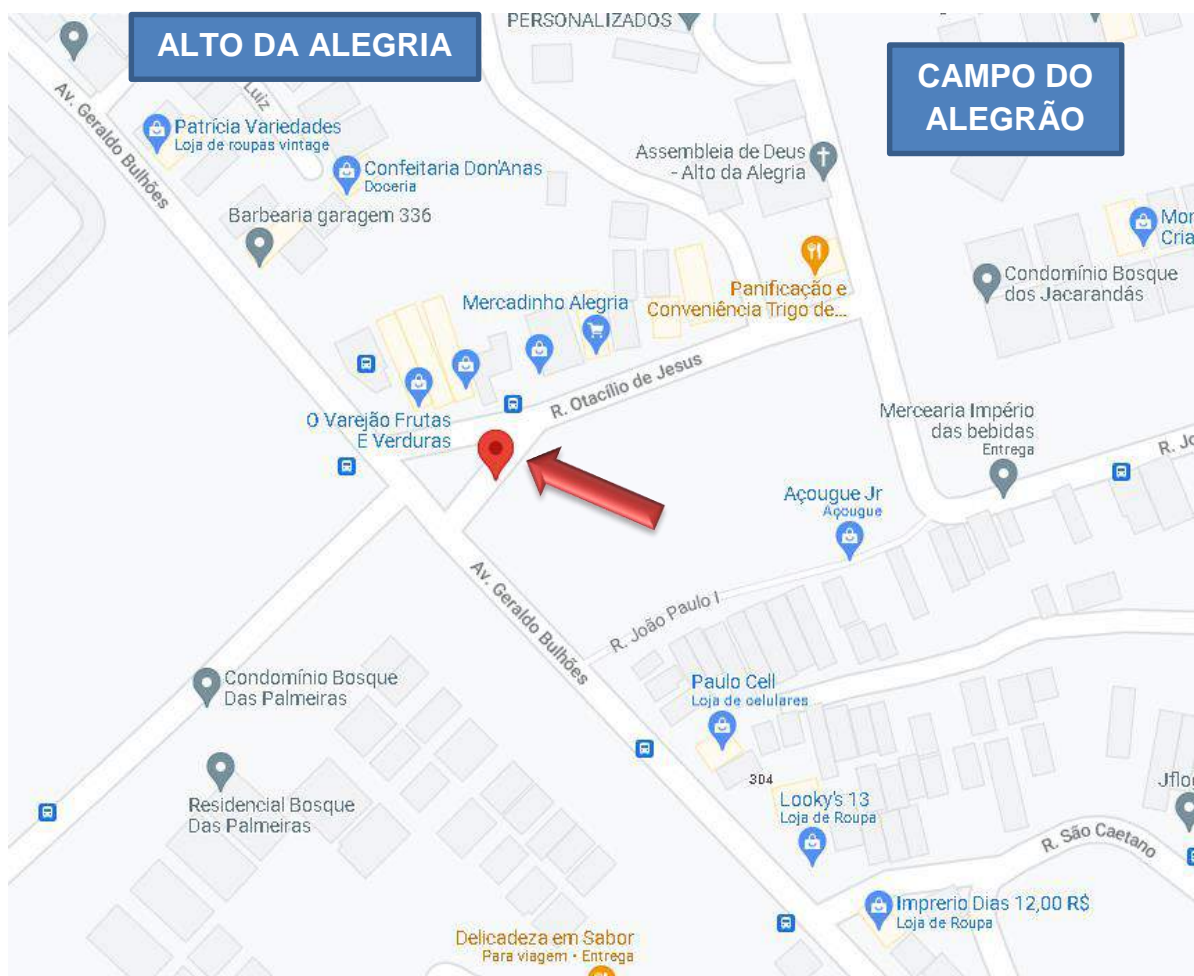 PERSONALIZADOS
ALTO DA ALEGRIA
CAMPO DO
ALEGRÃO
Av. Geraldo Bulhões
Luiz
Patrícia Variedades
Loja de roupas vintage
Confeitaria Don'Anas
Doceria
Assembleia de Deus
- Alto da Alegria
Barbearia garagem 336
Mor
Cria
Condomínio Bosque
dos Jacarandás
Panificação e
Conveniência Trigo de...
Mercadinho Alegria
R. Otacílio de Jesus
O Varejão Frutas
E Verduras
Mercearia Império
das bebidas
Entrega
R. Jo
Açougue Jr
Açougue
Av. Geraldo Bulhões
R. João Paulo I
Condomínio Bosque
Das Palmeiras
Paulo Cell
Loja de celulares
304
Residencial Bosque
Das Palmeiras
Looky's 13
Loja de Roupa
Jflo
R. São Caetano
Imprerio Dias 12,00 R$
Loja de Roupa
Delicadeza em Sabor
Para viagem • Entrega